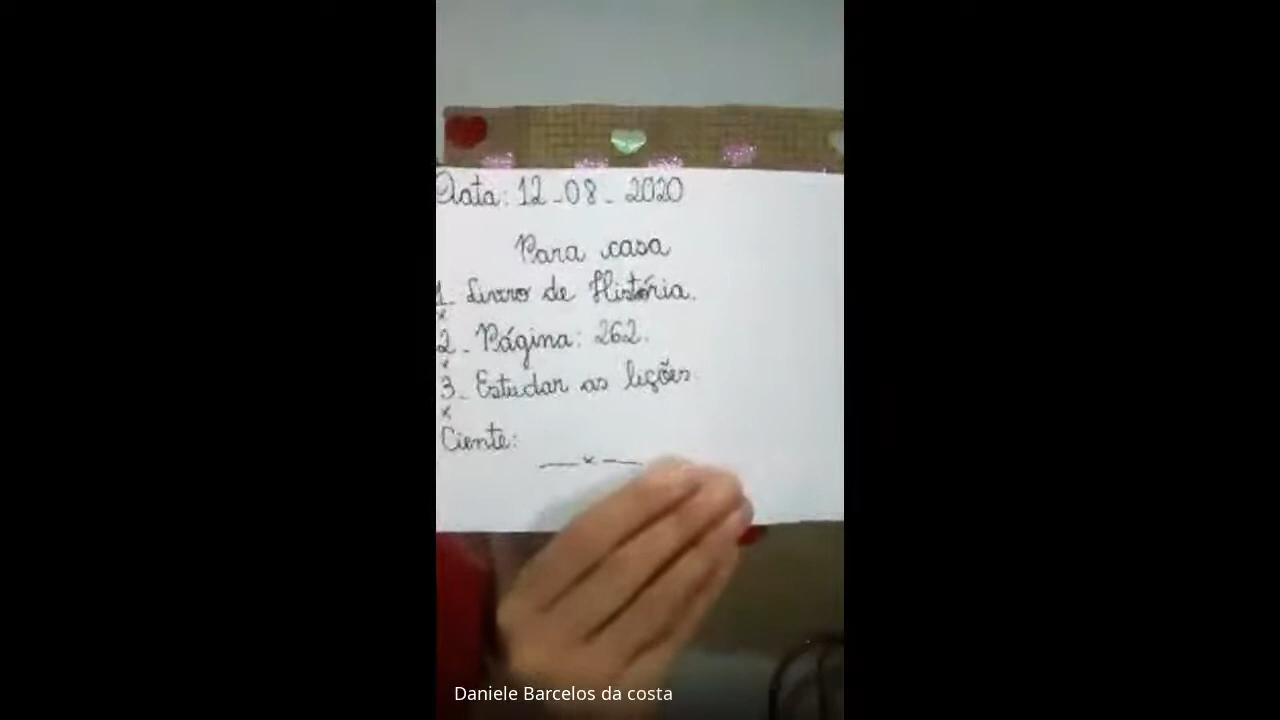 Data: 12-08-2020
Para casa
1- Livro de História.
x
2- Página: 262.
x
3- Estudar as lições.
x
Ciente:
—x—
Daniele Barcelos da costa